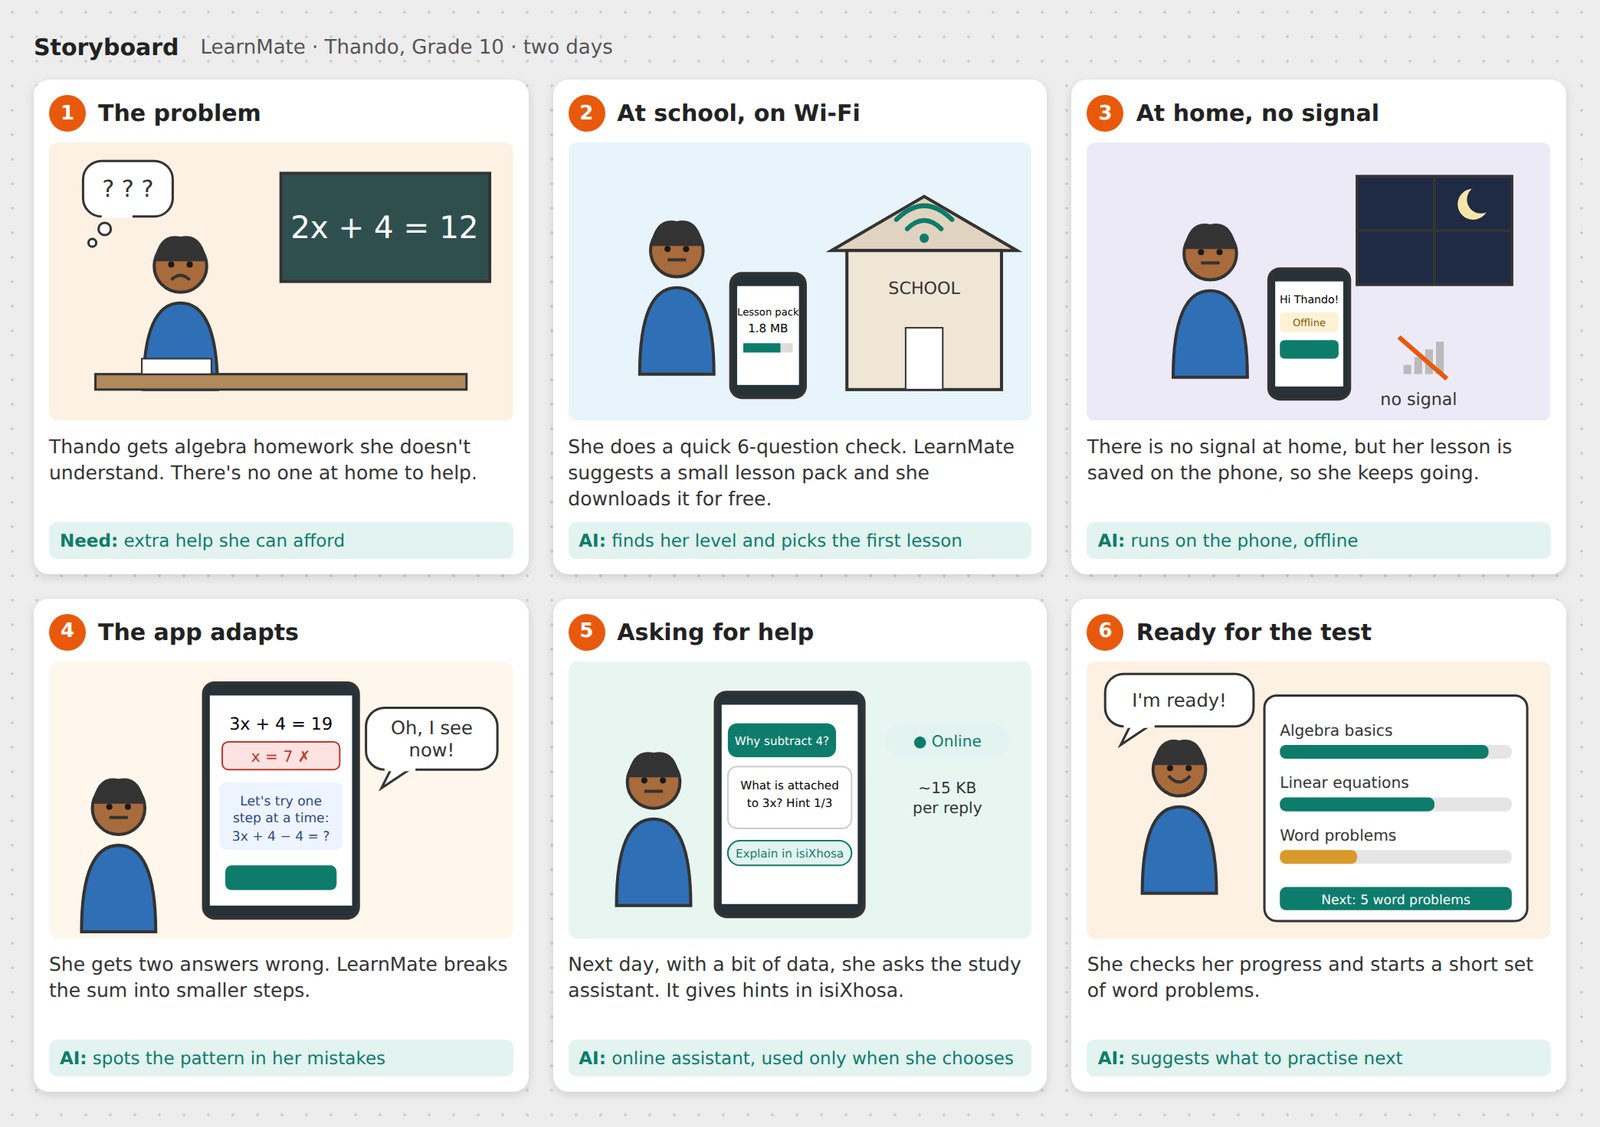 Storyboard LearnMate · Thando, Grade 10 · two days
1 The problem
? ? ?
2x + 4 = 12
Thando gets algebra homework she doesn't
understand. There's no one at home to help.
Need: extra help she can afford
2 At school, on Wi-Fi
SCHOOL
Lesson pack
1.8 MB
She does a quick 6-question check. LearnMate
suggests a small lesson pack and she
downloads it for free.
AI: finds her level and picks the first lesson
3 At home, no signal
Hi Thando!
Offline
no signal
There is no signal at home, but her lesson is
saved on the phone, so she keeps going.
AI: runs on the phone, offline
4 The app adapts
3x + 4 = 19
x = 7 ✗
Let's try one
step at a time:
3x + 4 − 4 = ?
Oh, I see
now!
She gets two answers wrong. LearnMate breaks
the sum into smaller steps.
AI: spots the pattern in her mistakes
5 Asking for help
Why subtract 4?
What is attached
to 3x? Hint 1/3
Explain in isiXhosa
● Online
~15 KB
per reply
Next day, with a bit of data, she asks the study
assistant. It gives hints in isiXhosa.
AI: online assistant, used only when she chooses
6 Ready for the test
I'm ready!
Algebra basics
Linear equations
Word problems
Next: 5 word problems
She checks her progress and starts a short set
of word problems.
AI: suggests what to practise next